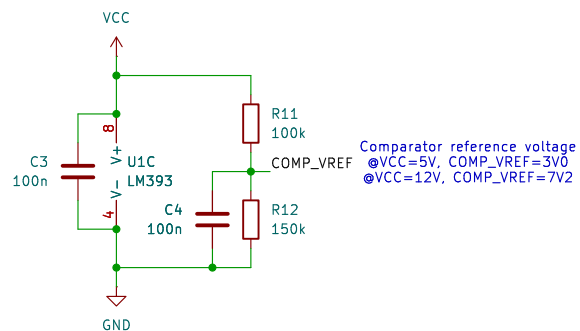 VCC
R11
100k
8
V+
U1C
LM393
V-
4
C3
100n
COMP_VREF
Comparator reference voltage
@VCC=5V, COMP_VREF=3V0
@VCC=12V, COMP_VREF=7V2
C4
100n
R12
150k
GND